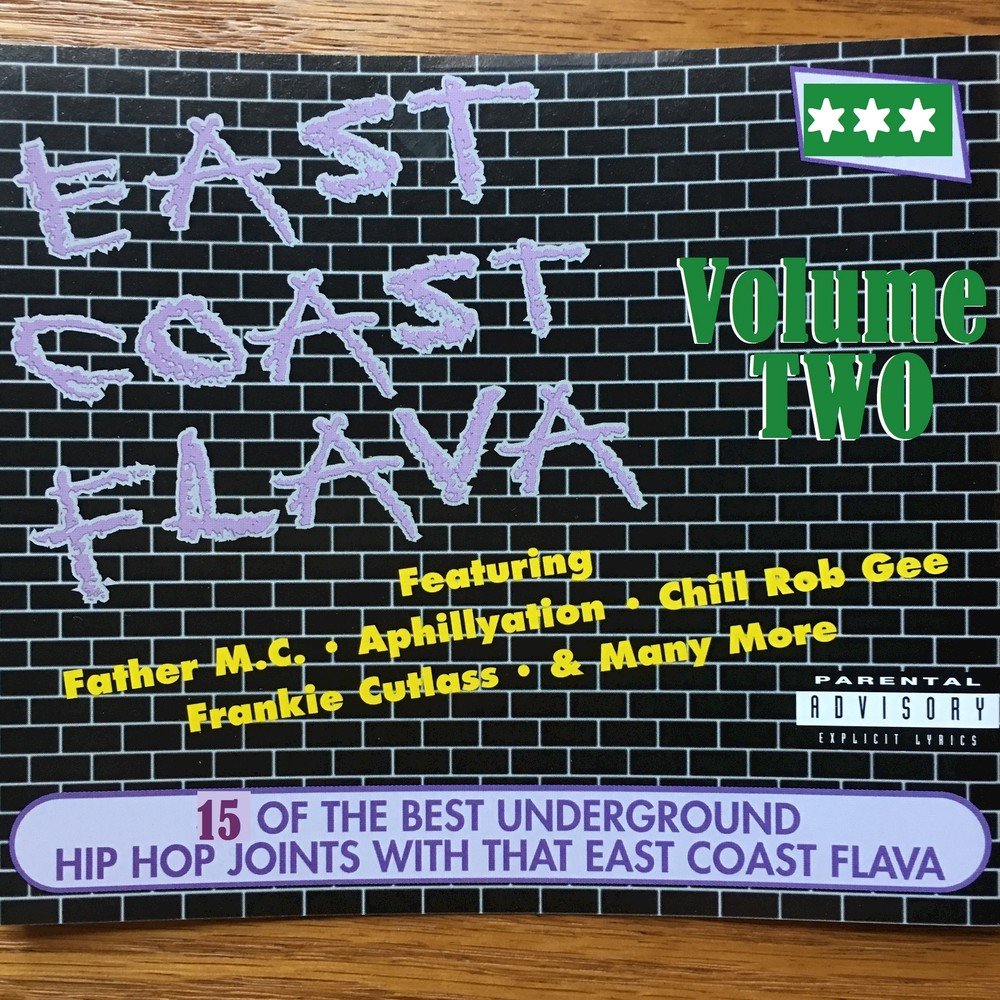 EAST
COAST
FLAVA
Volume
TWO
Featuring
Father M.C. • Aphillyation • Chill Rob Gee
Frankie Cutlass • & Many More
PARENTAL
ADVISORY
EXPLICIT LYRICS
15 OF THE BEST UNDERGROUND
HIP HOP JOINTS WITH THAT EAST COAST FLAVA